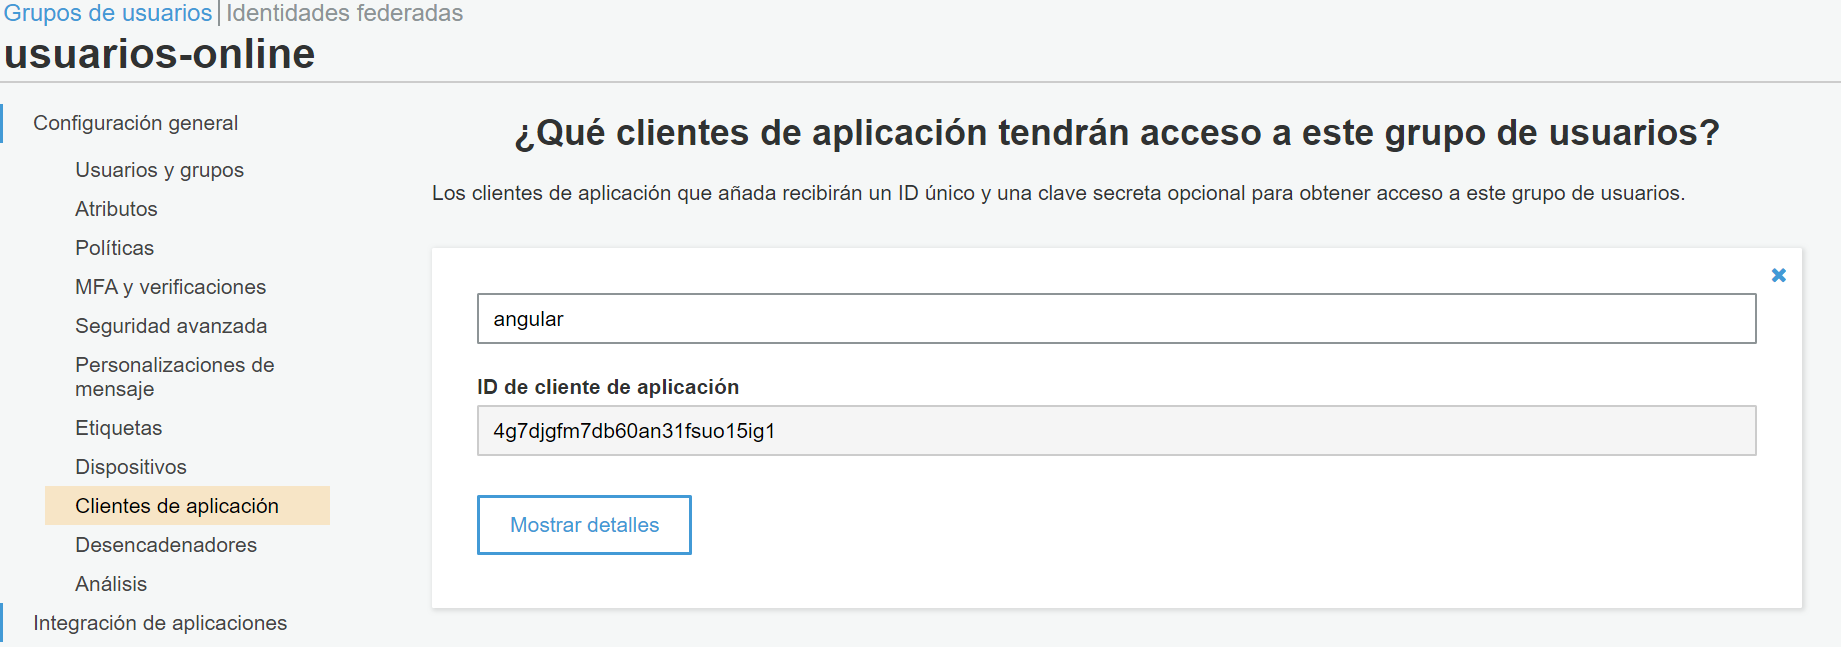 Grupos de usuarios Identidades federadas
usuarios-online
Configuración general
Usuarios y grupos
Atributos
Políticas
MFA y verificaciones
Seguridad avanzada
Personalizaciones de
mensaje
Etiquetas
Dispositivos
Clientes de aplicación
Desencadenadores
Análisis
Integración de aplicaciones
¿Qué clientes de aplicación tendrán acceso a este grupo de usuarios?
Los clientes de aplicación que añada recibirán un ID único y una clave secreta opcional para obtener acceso a este grupo de usuarios.
angular
ID de cliente de aplicación
4g7djgfm7db60an31fsuo15ig1
Mostrar detalles